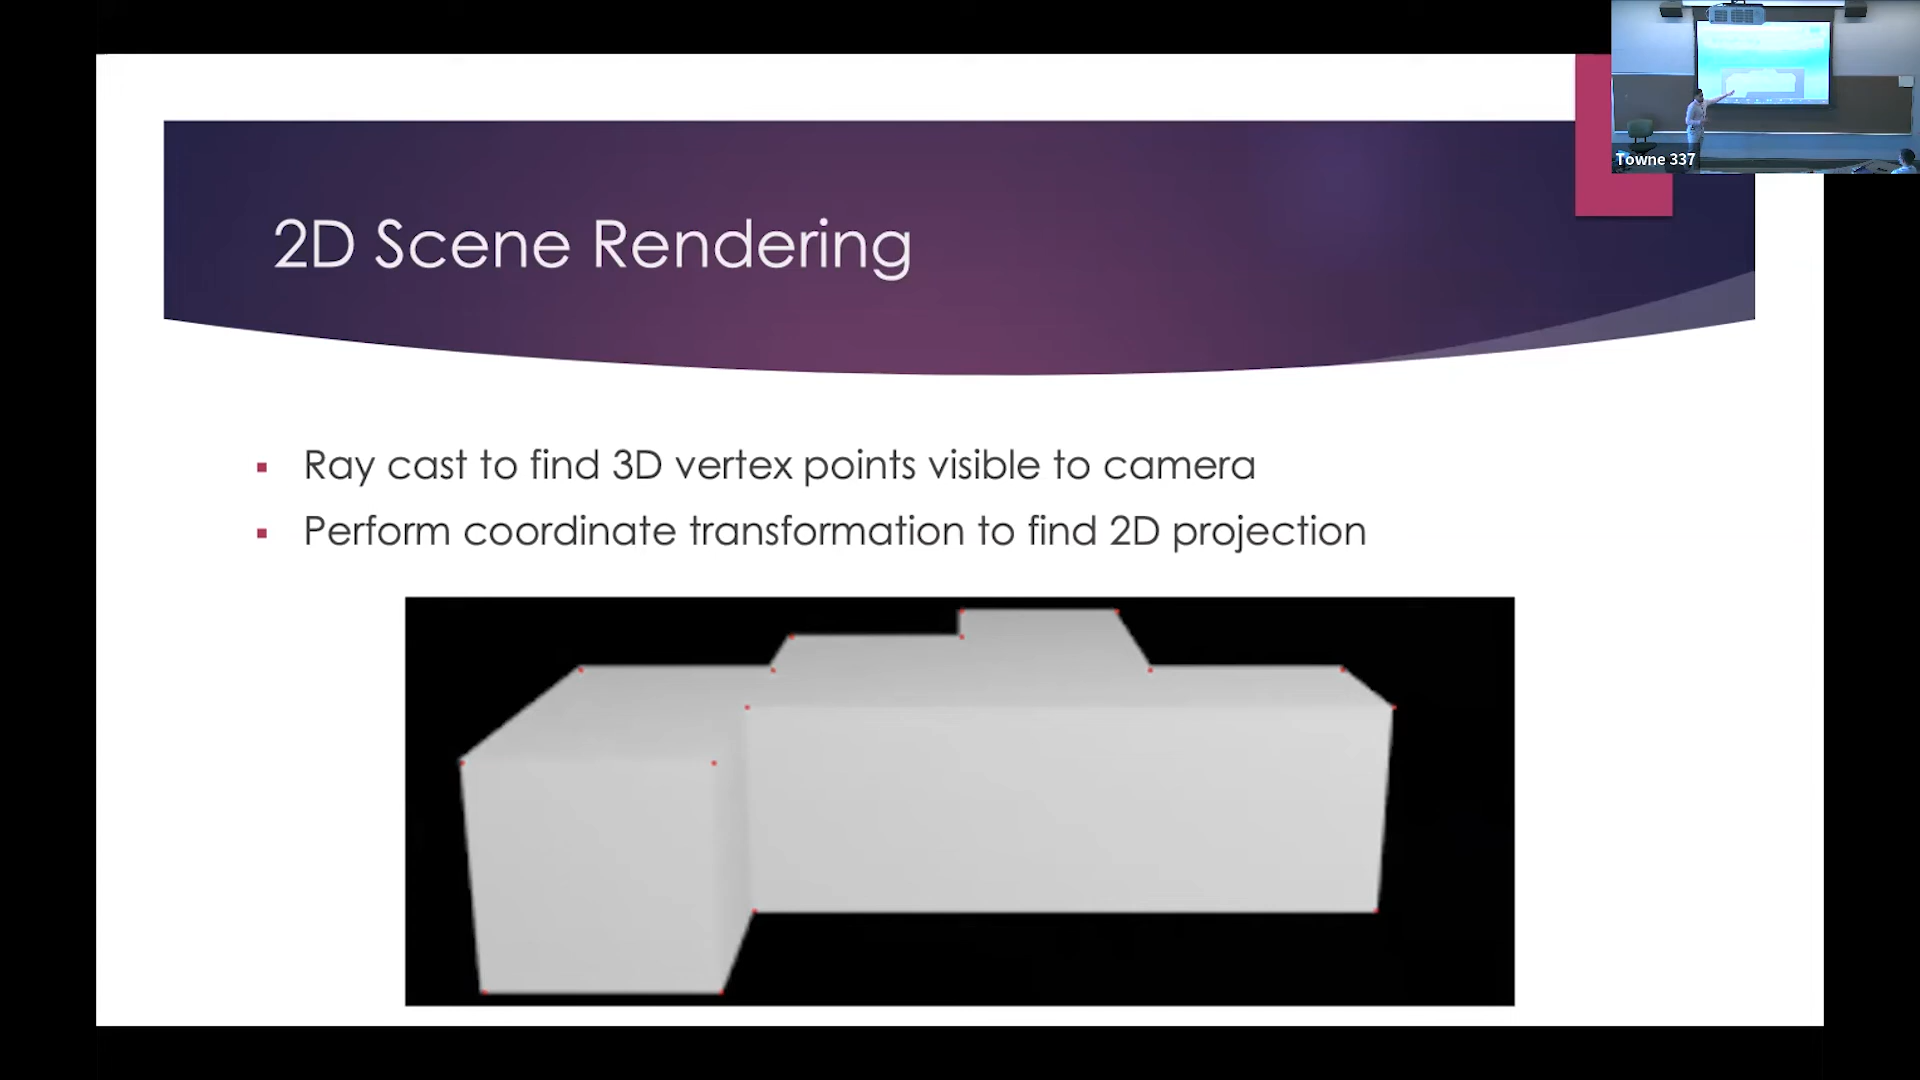 2D Scene Rendering
Ray cast to find 3D vertex points visible to camera
Perform coordinate transformation to find 2D projection
Towne 337